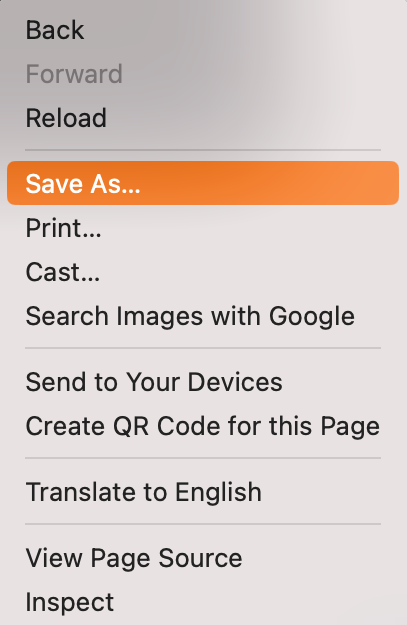 Back
Forward
Reload
Save As...
Print...
Cast...
Search Images with Google
Send to Your Devices
Create QR Code for this Page
Translate to English
View Page Source
Inspect